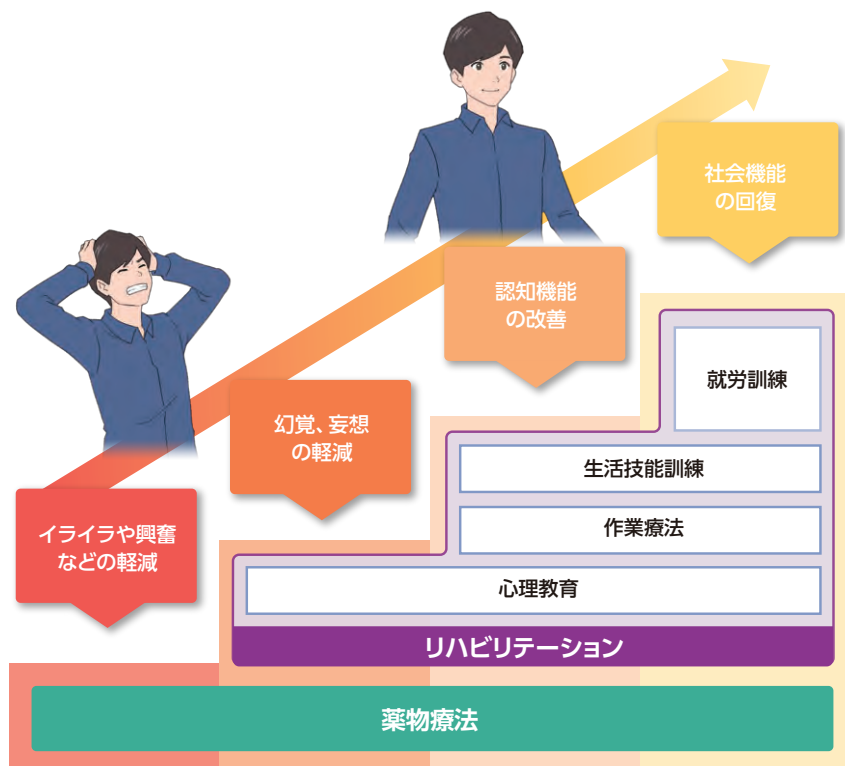 社会機能
の回復
認知機能
の改善
就労訓練
幻覚、妄想
の軽減
生活技能訓練
イライラや興奮
などの軽減
作業療法
心理教育
リハビリテーション
薬物療法